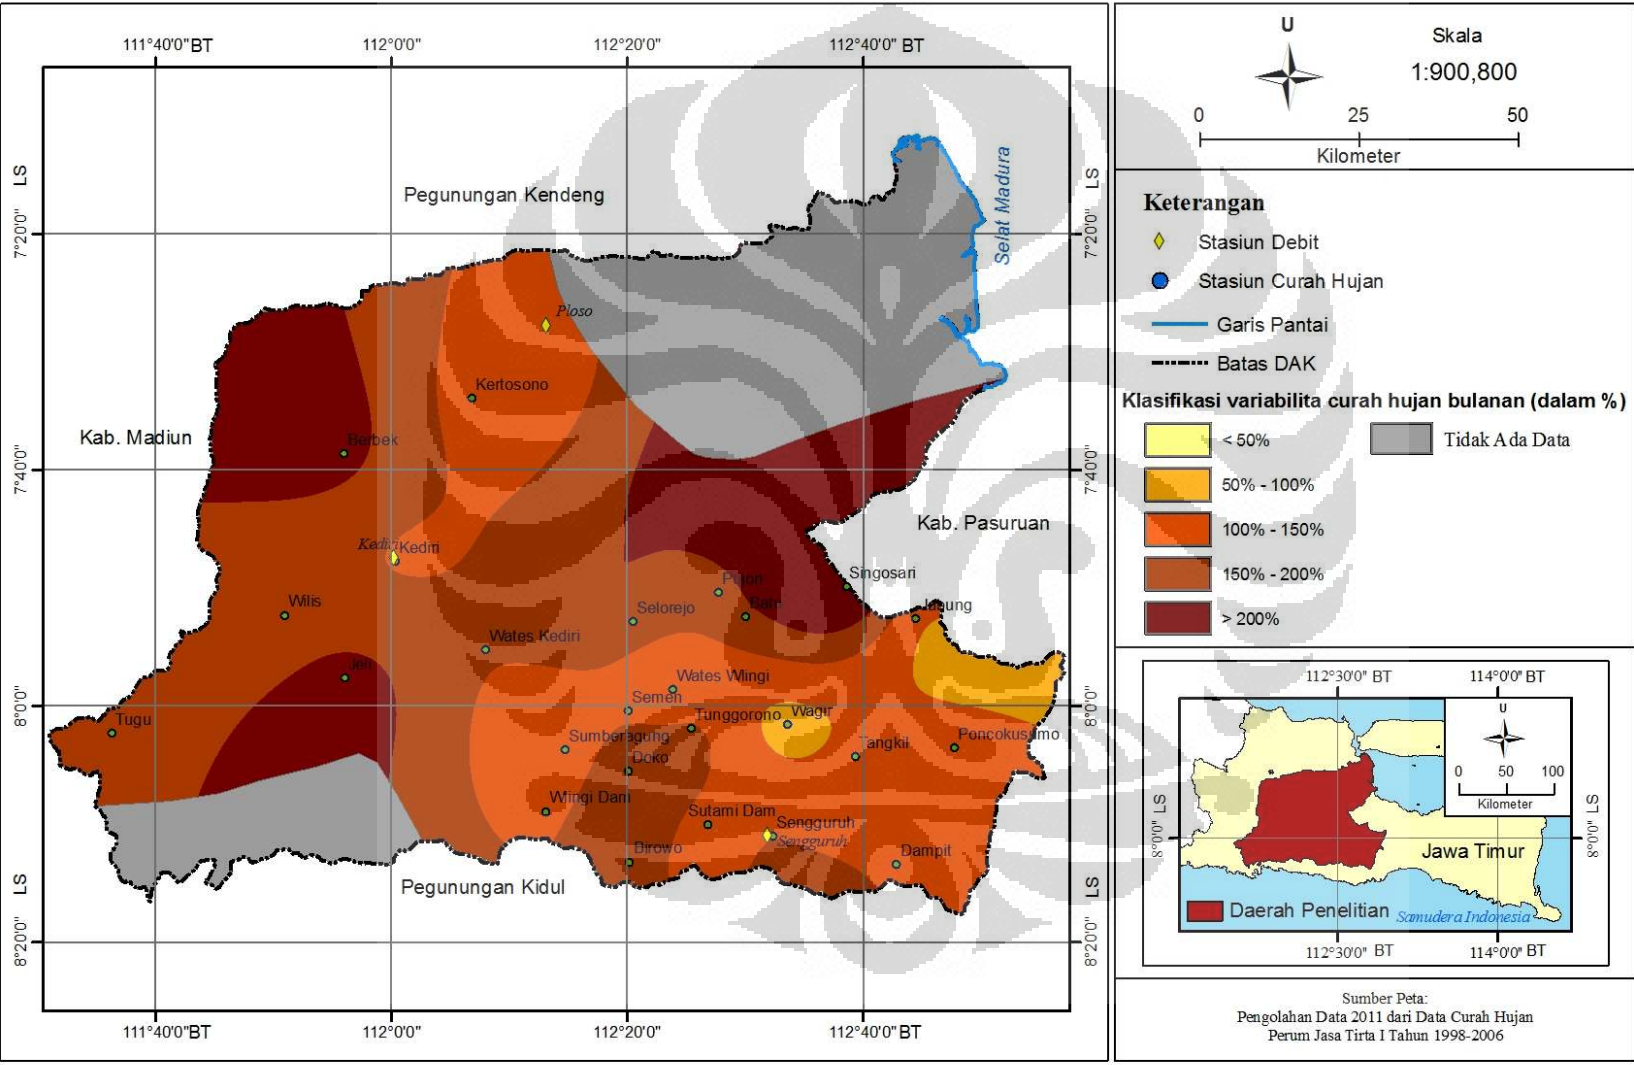 111°40'0"BT
112°0'0"
112°20'0"
112°40'0" BT
LS
7°20'0"
7°40'0"
8°0'0"
LS
8°20'0"
LS
7°20'0"
7°40'0"
8°0'0"
LS
8°20'0"
111°40'0"BT
112°0'0"
112°20'0"
112°40'0" BT
Pegunungan Kendeng
Selat Madura
Ploso
Kertosono
Kab. Madiun
Berbek
Kab. Pasuruan
Kediri
Kediri
Singosari
Pujon
Wilis
Selorejo
Batu
Jabung
Wates Kediri
Jeli
Wates Wlingi
Semen
Tugu
Tunggorono
Wagir
Sumberagung
Poncokusumo
Tangkil
Doko
Wlingi Dam
Sutami Dam
Sengguruh
Sengguruh
Dirowo
Dampit
Pegunungan Kidul
U
Skala
1:900,800
0 25 50
Kilometer
Keterangan
Stasiun Debit
Stasiun Curah Hujan
Garis Pantai
Batas DAK
Klasifikasi variabilita curah hujan bulanan (dalam %)
< 50%
Tidak Ada Data
50% - 100%
100% - 150%
150% - 200%
> 200%
112°30'0" BT
114°0'0" BT
U
0 50 100
Kilometer
LS
8°0'0"
LS
8°0'0"
Jawa Timur
Daerah Penelitian
Samudera Indonesia
112°30'0" BT
114°0'0" BT
Sumber Peta:
Pengolahan Data 2011 dari Data Curah Hujan
Perum Jasa Tirta I Tahun 1998-2006